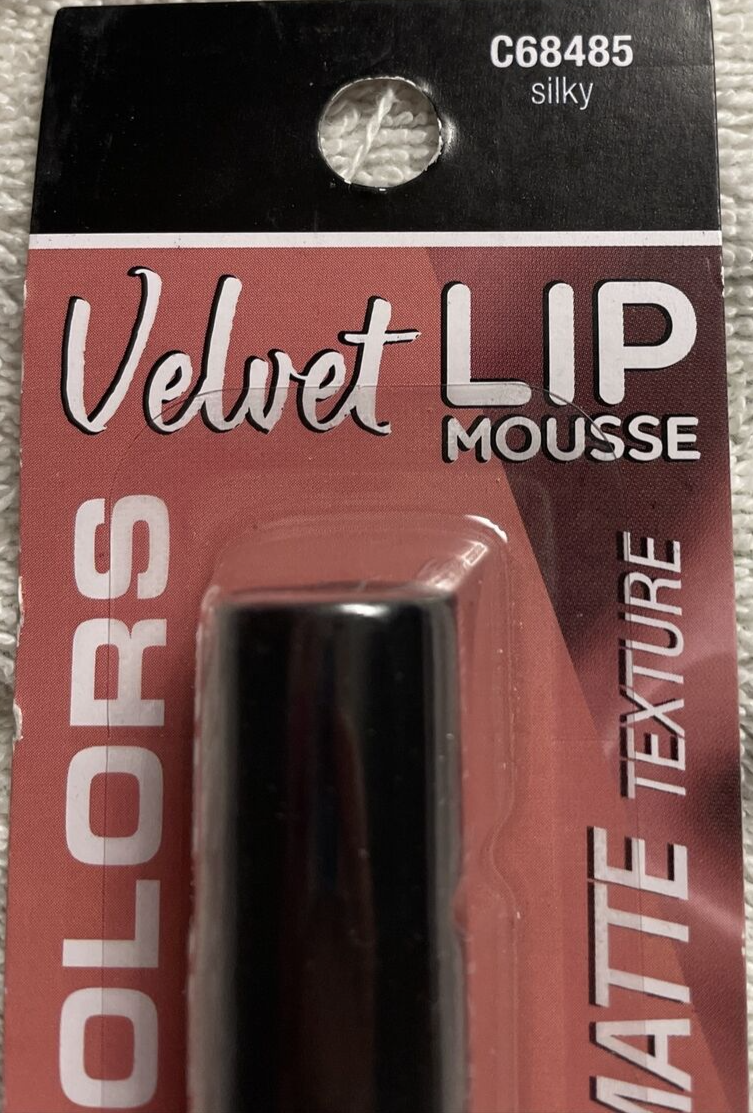 C68485
silky
Velvet LIP
MOUSSE
OLORS
MATTE TEXTURE